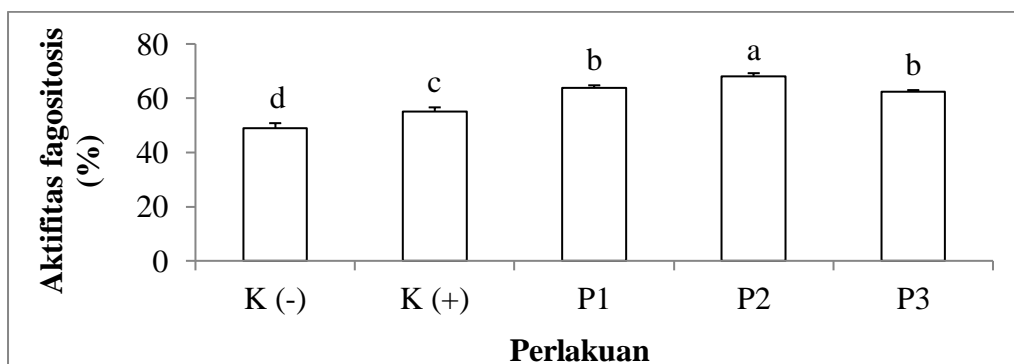 Aktifitas fagositosis
(%)
80
60
40
20
0
d
c
b
a
b
K (-)
K (+)
P1
P2
P3
Perlakuan